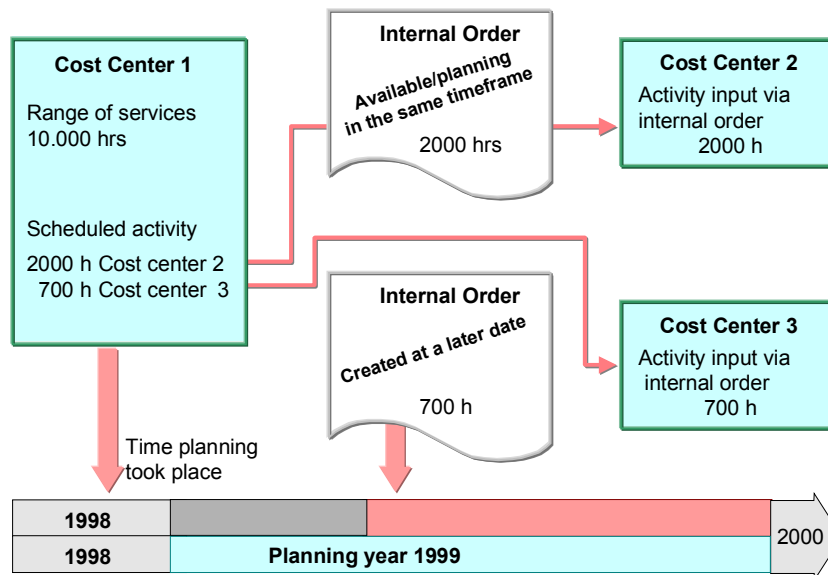 Cost Center 1
Range of services
10.000 hrs
Scheduled activity
2000 h Cost center 2
700 h Cost center 3
Internal Order
Available/planning
in the same timeframe
2000 hrs
Cost Center 2
Activity input via
internal order
2000 h
Internal Order
Created at a later date
700 h
Cost Center 3
Activity input via
internal order
700 h
Time planning
took place
1998
1998
Planning year 1999
2000